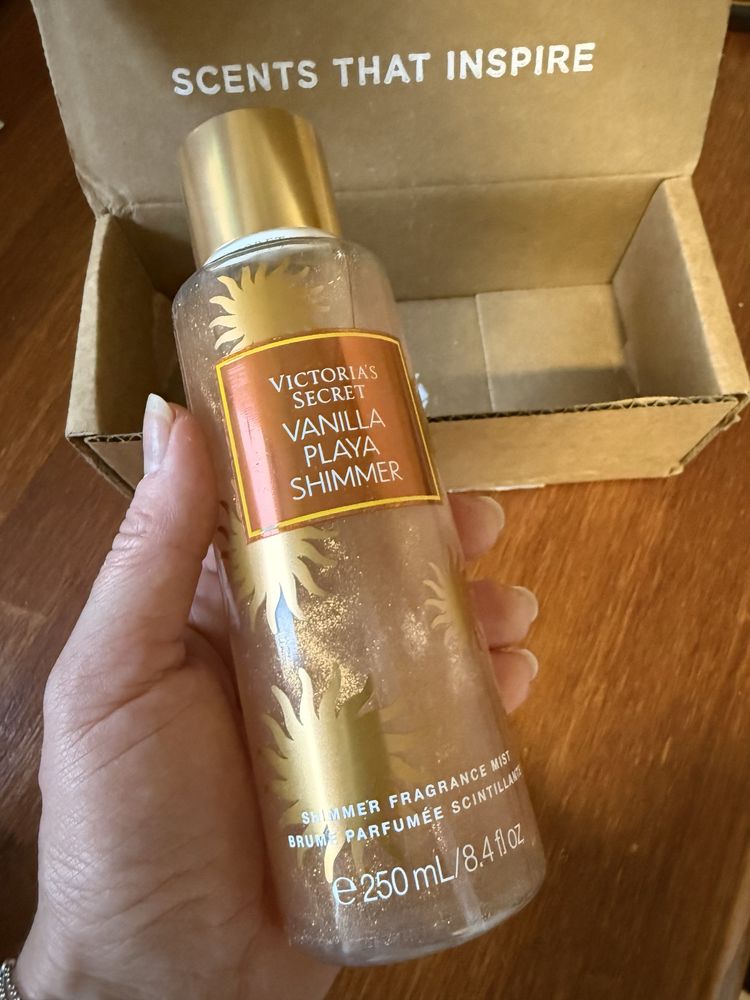 SCENTS THAT INSPIRE
VICTORIA'S
SECRET
VANILLA
PLAYA
SHIMMER
SHIMMER FRAGRANCE MIST
BRUME PARFUMÉE SCINTILLANTE
℮ 250 mL/8.4 fl oz